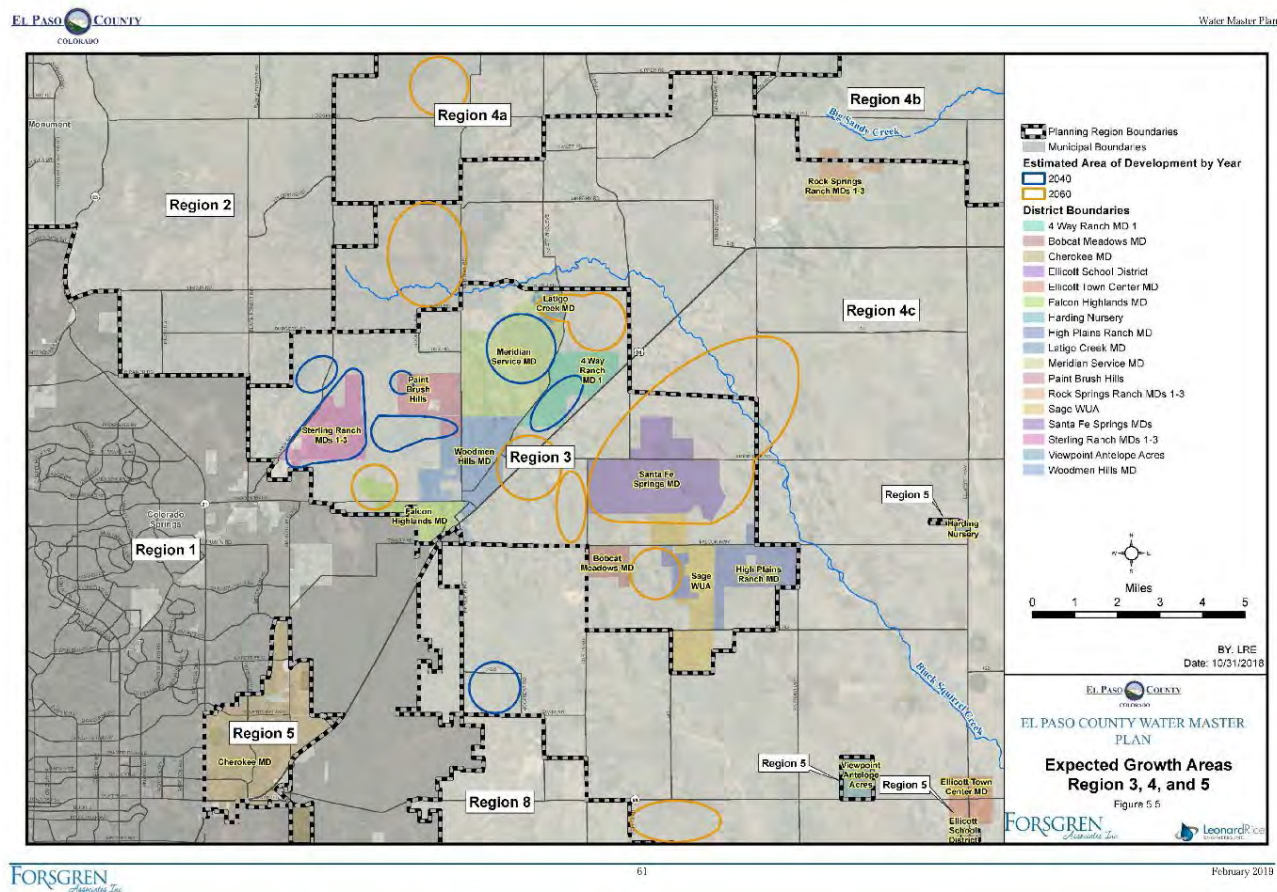 EL PASO COUNTY
COLORADO
Water Master Plan
Region 4a
Region 4b
Big Sandy Creek
Monument
Rock Springs
Ranch MDs 1-3
Region 2
Latigo
Creek MD
Region 4c
Meridian
Service MD
4 Way
Ranch
MD 1
Paint
Brush
Hills
Sterling Ranch
MDs 1-3
Woodmen
Hills MD
Region 3
Santa Fe
Springs MD
Region 5
Harding
Nursery
Colorado
Springs
Falcon
Highlands MD
Region 1
Bobcat
Meadows MD
Sage
WUA
High Plains
Ranch MD
Black Squirrel Creek
Region 5
Cherokee MD
Region 8
Region 5
Viewpoint
Antelope
Acres
Region 5
Ellicott Town
Center MD
Ellicott
School
District
Planning Region Boundaries
Municipal Boundaries
Estimated Area of Development by Year
2040
2060
District Boundaries
4 Way Ranch MD 1
Bobcat Meadows MD
Cherokee MD
Ellicott School District
Ellicott Town Center MD
Falcon Highlands MD
Harding Nursery
High Plains Ranch MD
Latigo Creek MD
Meridian Service MD
Paint Brush Hills
Rock Springs Ranch MDs 1-3
Sage WUA
Santa Fe Springs MDs
Sterling Ranch MDs 1-3
Viewpoint Antelope Acres
Woodmen Hills MD
N
Miles
0 1 2 3 4 5
BY: LRE
Date: 10/31/2018
EL PASO COUNTY
COLORADO
EL PASO COUNTY WATER MASTER
PLAN
Expected Growth Areas
Region 3, 4, and 5
Figure 5.5
FORSGREN
Associates Inc.
LeonardRice
FORSGREN
Associates Inc.
61
February 2019